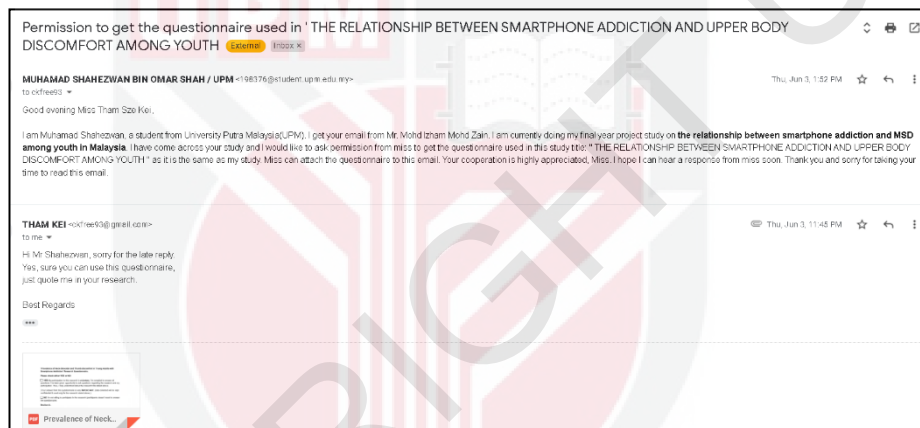 Permission to get the questionnaire used in ' THE RELATIONSHIP BETWEEN SMARTPHONE ADDICTION AND UPPER BODY
DISCOMFORT AMONG YOUTH External Inbox ×
MUHAMAD SHAHEZWAN BIN OMAR SHAH / UPM <198376@student.upm.edu.my> Thu, Jun 3, 1:52 PM
to ckfree93
Good evening Miss Tham Sze Kei,
I am Muhamad Shahezwan, a student from University Putra Malaysia(UPM). I get your email from Mr. Mohd Izham Mohd Zain. I am currently doing my final year project study on the relationship between smartphone addiction and MSD
among youth in Malaysia. I have come across your study and I would like to ask permission from miss to get the questionnaire used in this study title: " THE RELATIONSHIP BETWEEN SMARTPHONE ADDICTION AND UPPER BODY
DISCOMFORT AMONG YOUTH " as it is the same as my study. Miss can attach the questionnaire to this email. Your cooperation is highly appreciated, Miss. I hope I can hear a response from miss soon. Thank you and sorry for taking your
time to read this email.
THAM KEI <ckfree93@gmail.com> Thu, Jun 3, 11:45 PM
to me
Hi Mr Shahezwan, sorry for the late reply.
Yes, sure you can use this questionnaire,
just quote me in your research.
Best Regards
PDF Prevalence of Neck...